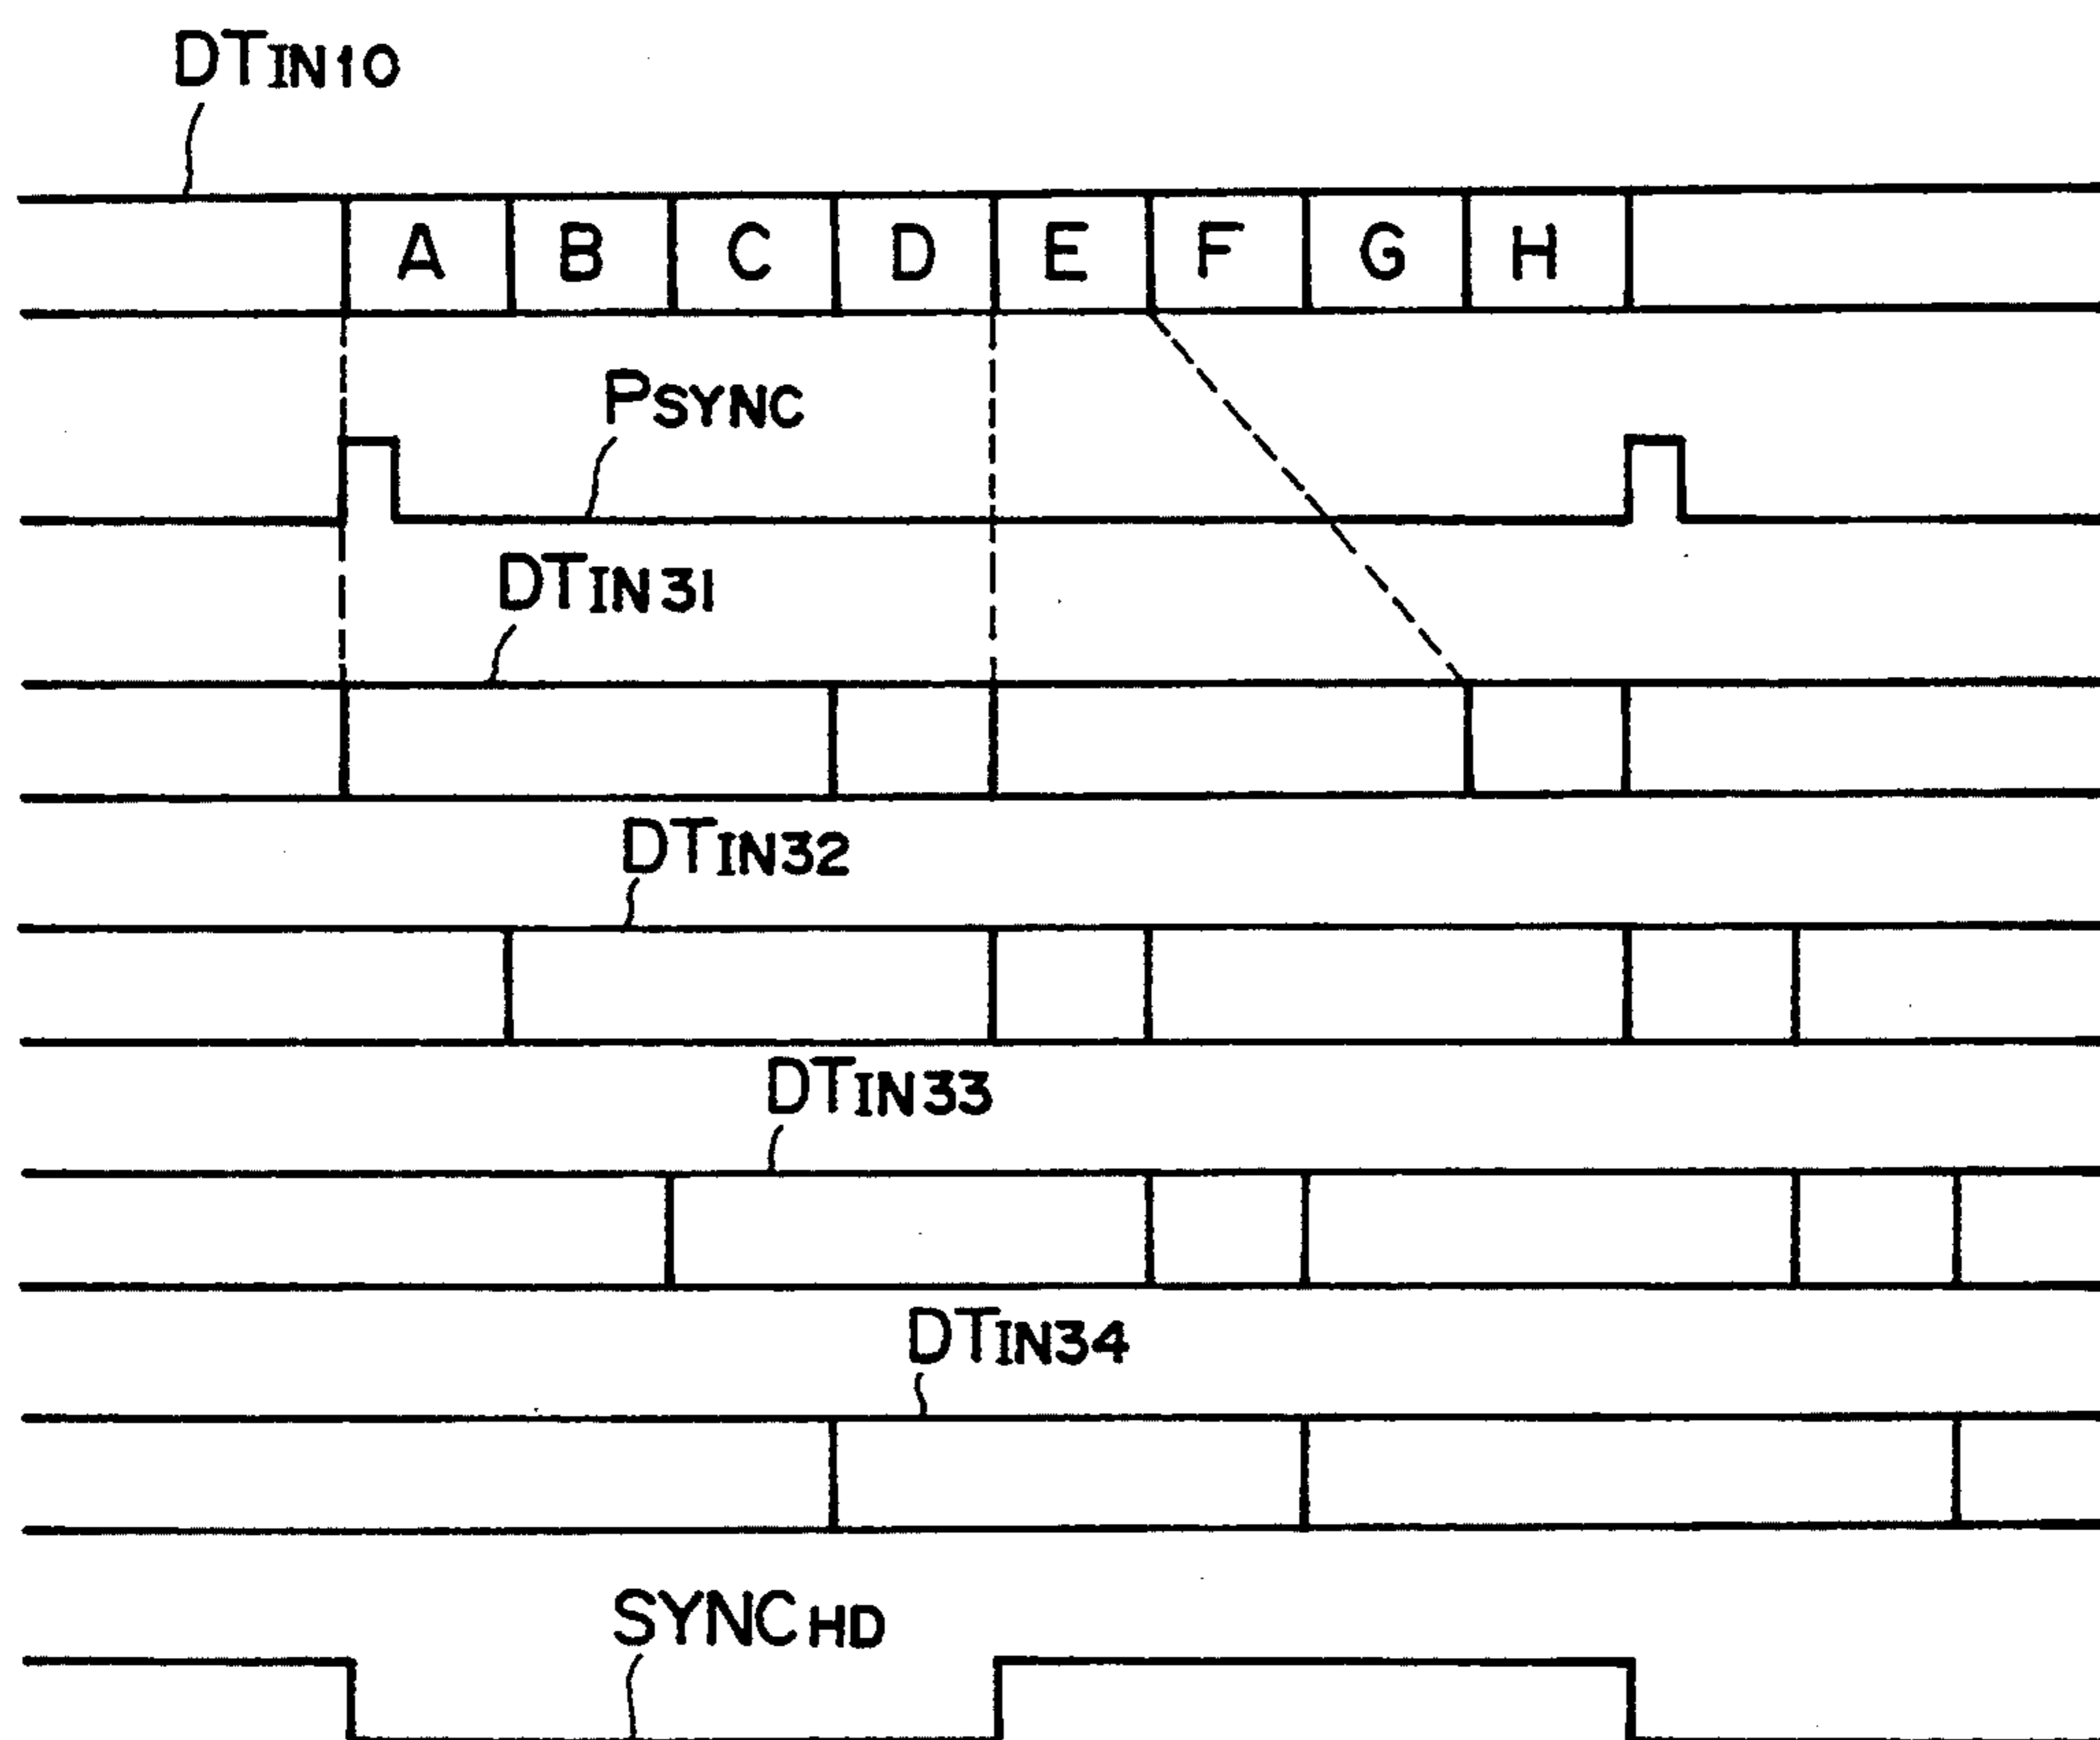 DTIN10
A B C D E F G H
PSYNC
DTIN31
DTIN32
DTIN33
DTIN34
SYNCHD